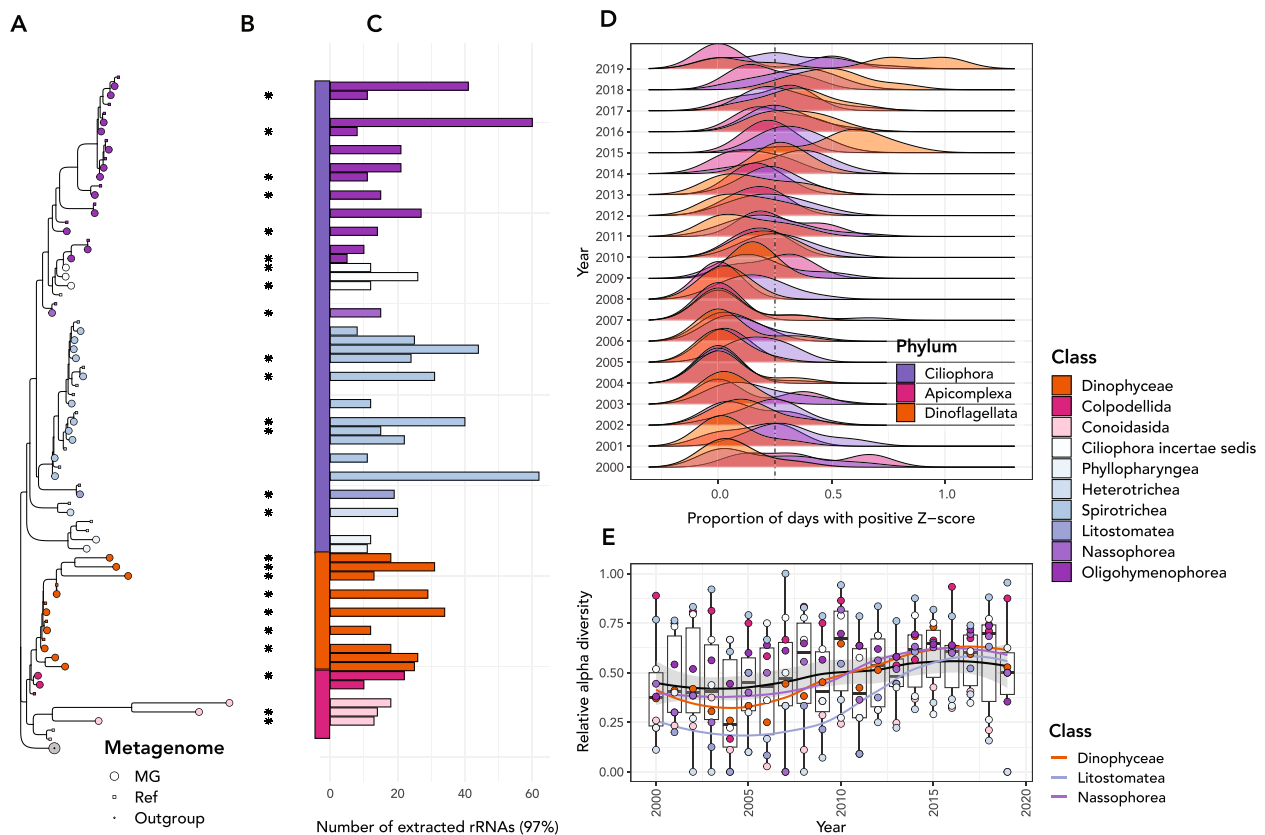 A
B
C
D
2019
2018
2017
2016
2015
2014
2013
2012
2011
2010
2009
2008
2007
2006
2005
2004
2003
2002
2001
2000
Year
0.0
0.5
1.0
Proportion of days with positive Z−score
Phylum
Ciliophora
Apicomplexa
Dinoflagellata
Class
Dinophyceae
Colpodellida
Conoidasida
Ciliophora incertae sedis
Phyllopharyngea
Heterotrichea
Spirotrichea
Litostomatea
Nassophorea
Oligohymenophorea
Metagenome
MG
Ref
Outgroup
0
20
40
60
Number of extracted rRNAs (97%)
E
1.00
0.75
0.50
0.25
0.00
Relative alpha diversity
2000
2005
2010
2015
2020
Year
Class
Dinophyceae
Litostomatea
Nassophorea